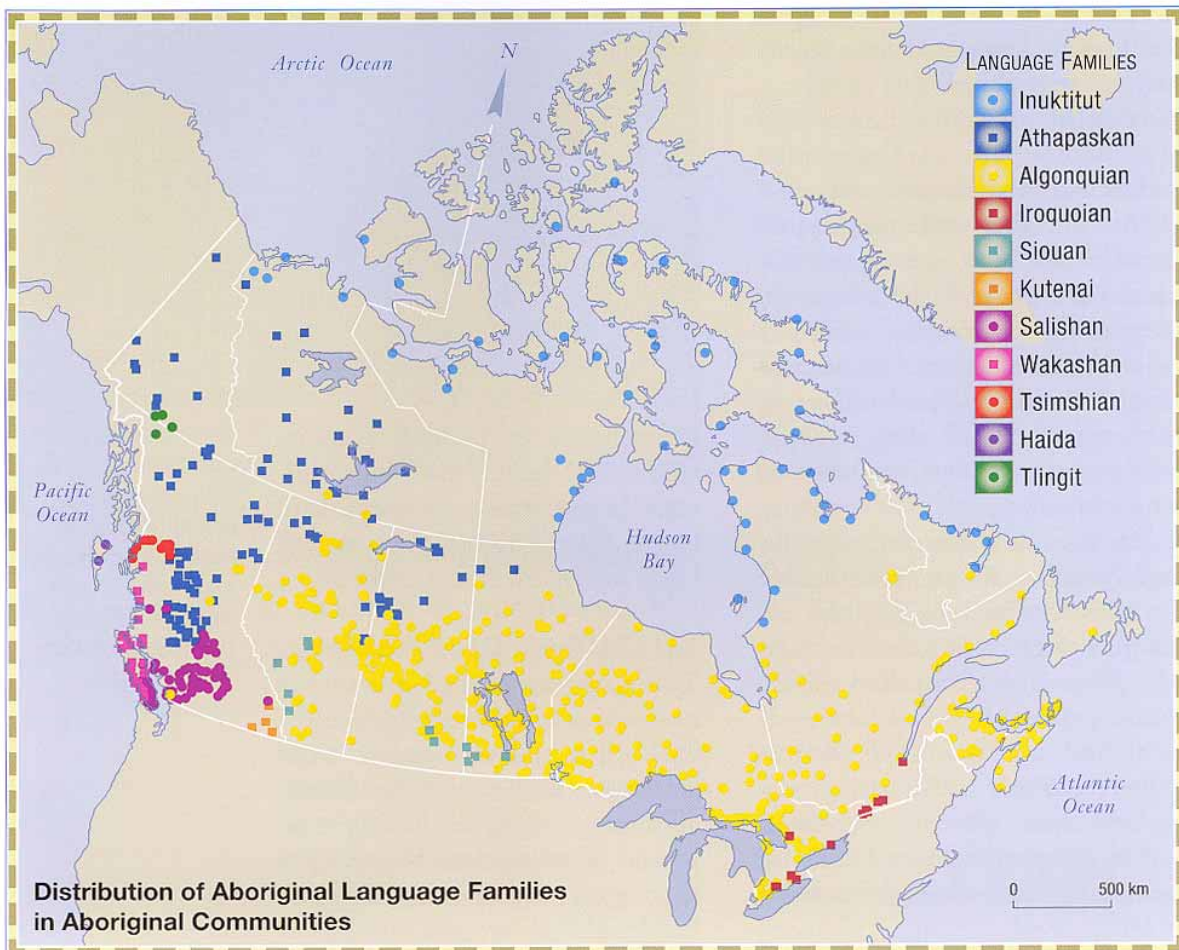 Arctic Ocean
N
LANGUAGE FAMILIES
Inuktitut
Athapaskan
Algonquian
Iroquoian
Siouan
Kutenai
Salishan
Wakashan
Tsimshian
Haida
Tlingit
Pacific
Ocean
Hudson
Bay
Atlantic
Ocean
Distribution of Aboriginal Language Families
in Aboriginal Communities
0 500 km